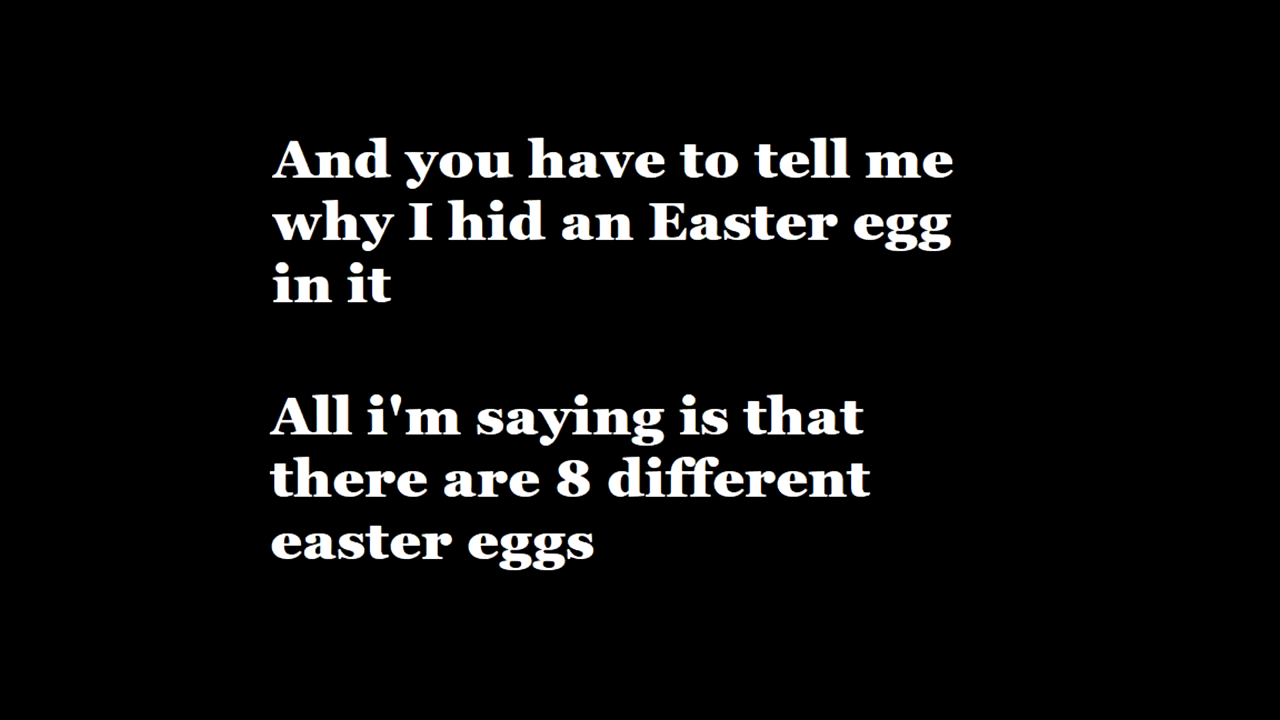 And you have to tell me
why I hid an Easter egg
in it
All i'm saying is that
there are 8 different
easter eggs